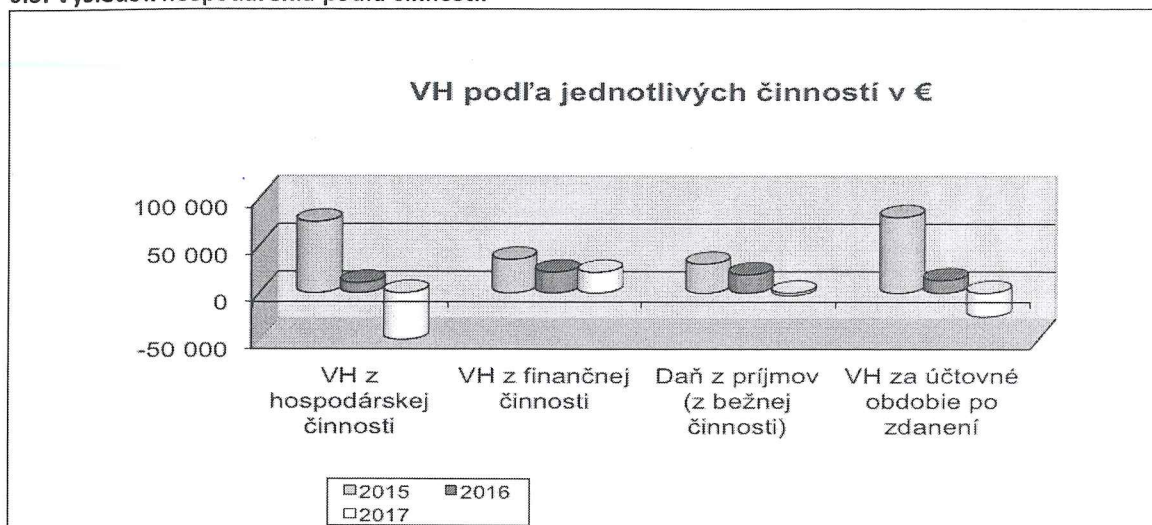 VH podľa jednotlivých činností v €
100 000
50 000
0
-50 000
VH z hospodárskej činnosti
VH z finančnej činnosti
Daň z príjmov (z bežnej činnosti)
VH za účtovné obdobie po zdanení
2015 2016
2017